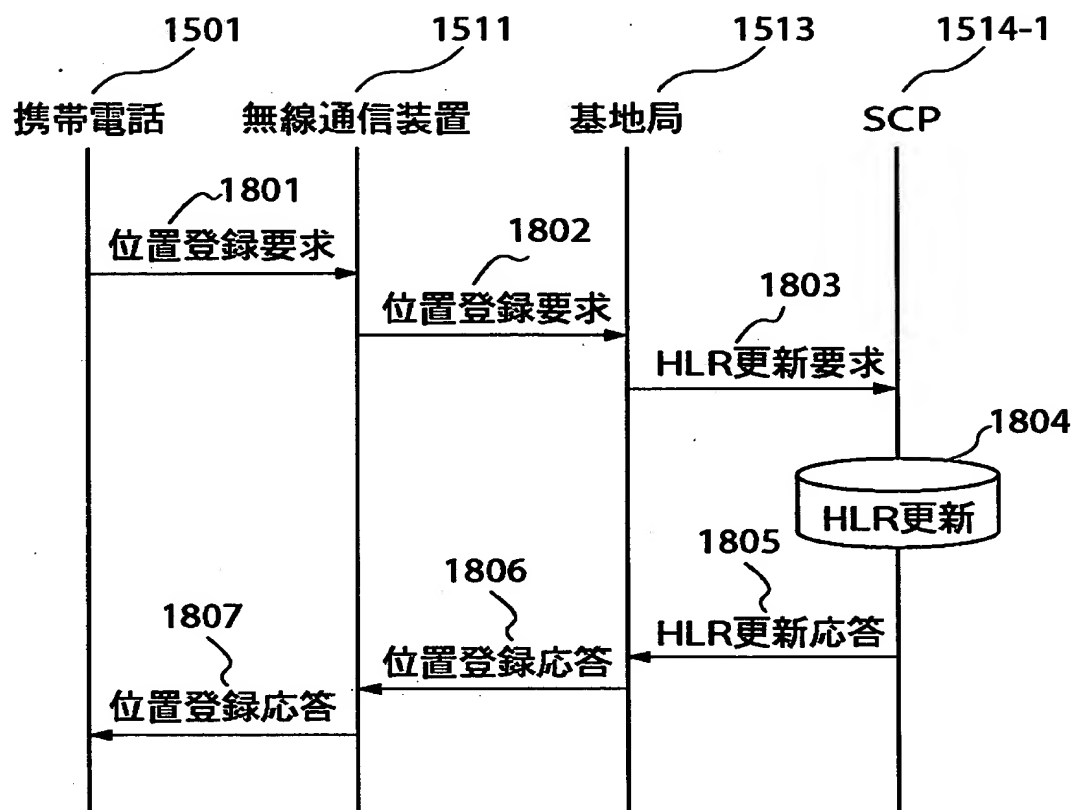 1501
1511
1513
1514-1
携帯電話
無線通信装置
基地局
SCP
1801
位置登録要求
1802
位置登録要求
1803
HLR更新要求
1804
HLR更新
1805
HLR更新応答
1806
位置登録応答
1807
位置登録応答